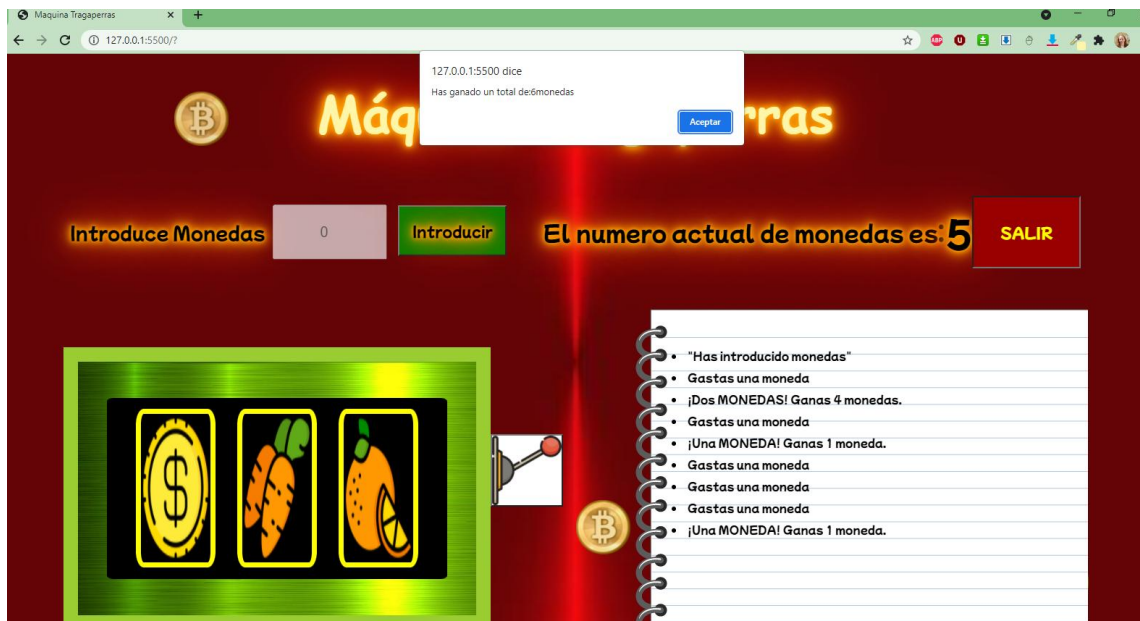 Maquina Tragaperras
127.0.0.1:5500/?
ABP
127.0.0.1:5500 dice
Has ganado un total de:6monedas
Aceptar
Máq rras
Introduce Monedas
0
Introducir
El numero actual de monedas es:5
SALIR
"Has introducido monedas"
Gastas una moneda
¡Dos MONEDAS! Ganas 4 monedas.
Gastas una moneda
¡Una MONEDA! Ganas 1 moneda.
Gastas una moneda
Gastas una moneda
Gastas una moneda
¡Una MONEDA! Ganas 1 moneda.